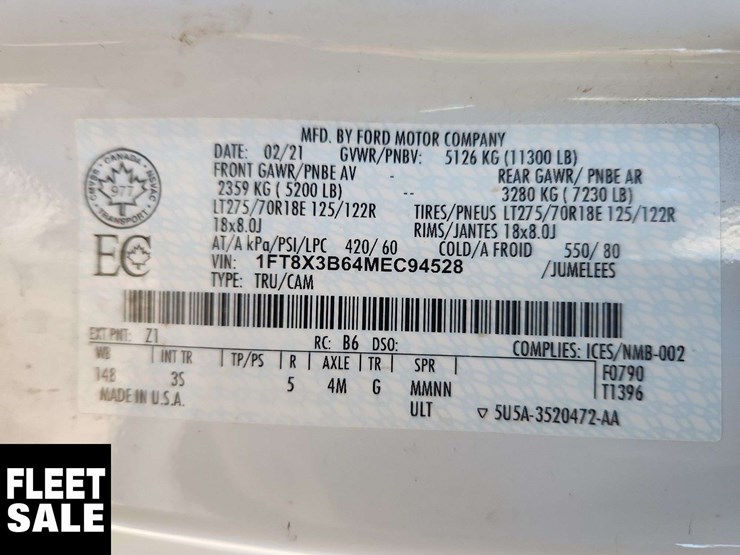 MFD. BY FORD MOTOR COMPANY
DATE: 02/21 GVWR/PNBV: 5126 KG (11300 LB)
FRONT GAWR/PNBE AV - REAR GAWR/ PNBE AR
2359 KG ( 5200 LB) -- 3280 KG ( 7230 LB)
LT275/70R18E 125/122R TIRES/PNEUS LT275/70R18E 125/122R
18x8.0J RIMS/JANTES 18x8.0J
AT/A kPa/PSI/LPC 420/ 60 COLD/A FROID 550/ 80
VIN: 1FT8X3B64MEC94528 /JUMELEES
TYPE: TRU/CAM
CANADA
CMVSS NSVAC
977
TRANSPORT
EC
EXT PNT: Z1 RC: B6 DSO: COMPLIES: ICES/NMB-002
WB INT TR TP/PS R AXLE TR SPR F0790
148 3S 5 4M G MMNN T1396
MADE IN U.S.A. ULT ▽ 5U5A-3520472-AA
FLEET
SALE